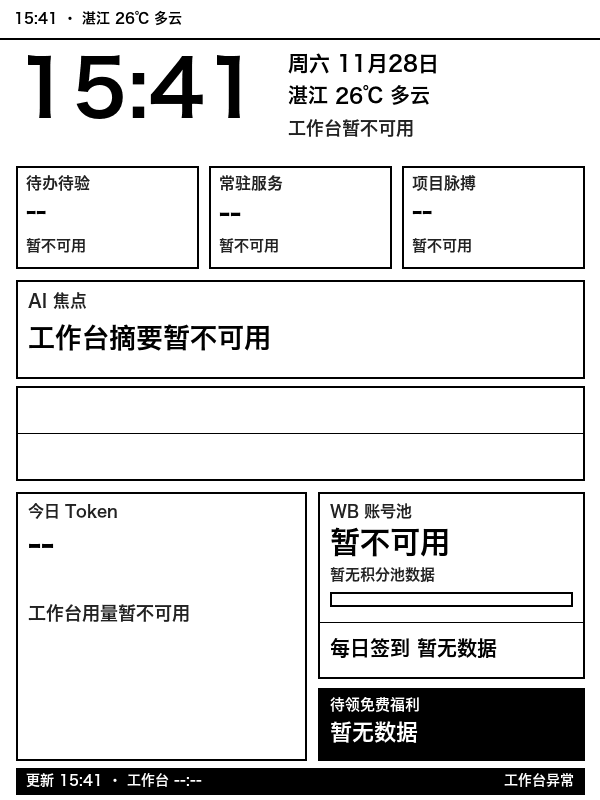 15:41 · 湛江 26℃ 多云
15:41
周六 11月28日
湛江 26℃ 多云
工作台暂不可用
待办待验
--
暂不可用
常驻服务
--
暂不可用
项目脉搏
--
暂不可用
AI 焦点
工作台摘要暂不可用
今日 Token
--
工作台用量暂不可用
WB 账号池
暂不可用
暂无积分池数据
每日签到 暂无数据
待领免费福利
暂无数据
更新 15:41 · 工作台 --:--
工作台异常